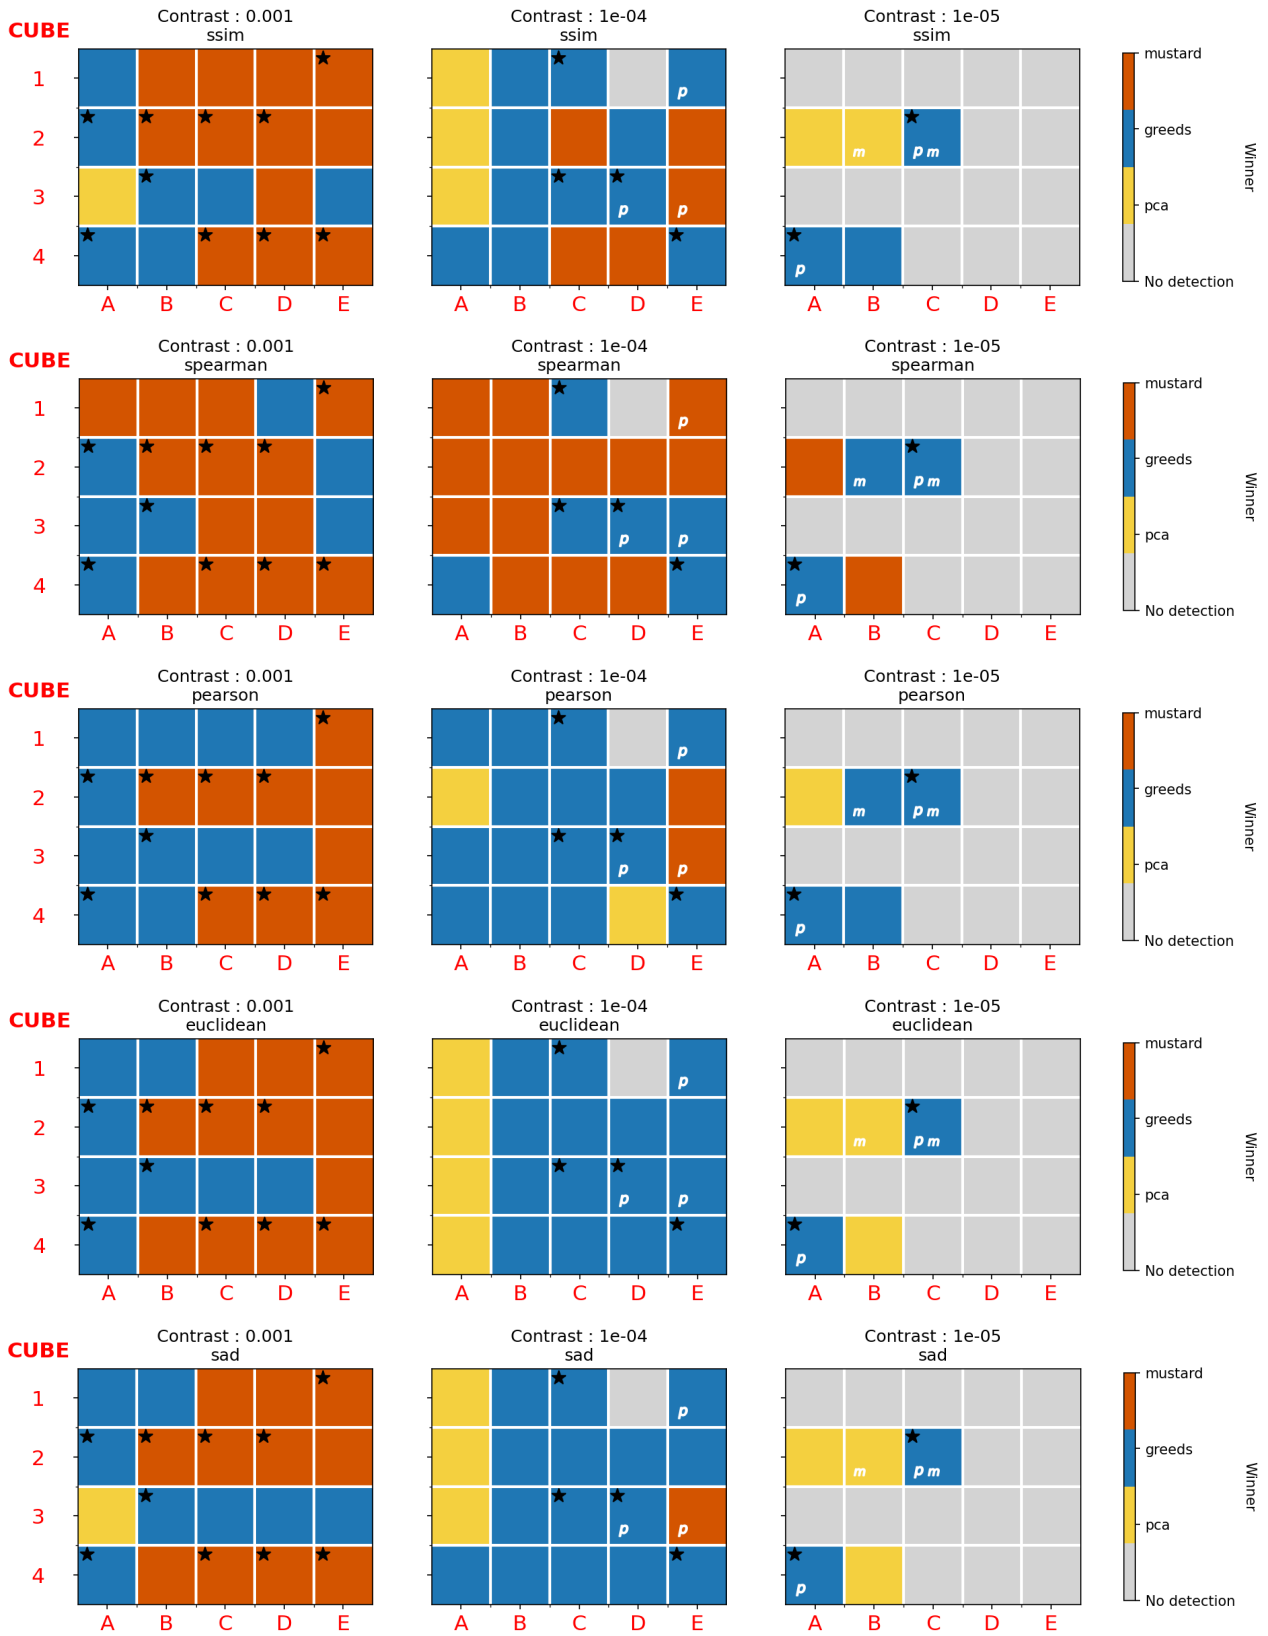 CUBE
Contrast : 0.001
ssim
Contrast : 1e-04
ssim
Contrast : 1e-05
ssim
1
2
3
4
p
p
p
m
p m
p
A B C D E
A B C D E
A B C D E
mustard
greeds
pca
No detection
Winner
CUBE
Contrast : 0.001
spearman
Contrast : 1e-04
spearman
Contrast : 1e-05
spearman
1
2
3
4
p
p
p
m
p m
p
A B C D E
A B C D E
A B C D E
mustard
greeds
pca
No detection
Winner
CUBE
Contrast : 0.001
pearson
Contrast : 1e-04
pearson
Contrast : 1e-05
pearson
1
2
3
4
p
p
p
m
p m
p
A B C D E
A B C D E
A B C D E
mustard
greeds
pca
No detection
Winner
CUBE
Contrast : 0.001
euclidean
Contrast : 1e-04
euclidean
Contrast : 1e-05
euclidean
1
2
3
4
p
p
p
m
p m
p
A B C D E
A B C D E
A B C D E
mustard
greeds
pca
No detection
Winner
CUBE
Contrast : 0.001
sad
Contrast : 1e-04
sad
Contrast : 1e-05
sad
1
2
3
4
p
p
p
m
p m
p
A B C D E
A B C D E
A B C D E
mustard
greeds
pca
No detection
Winner